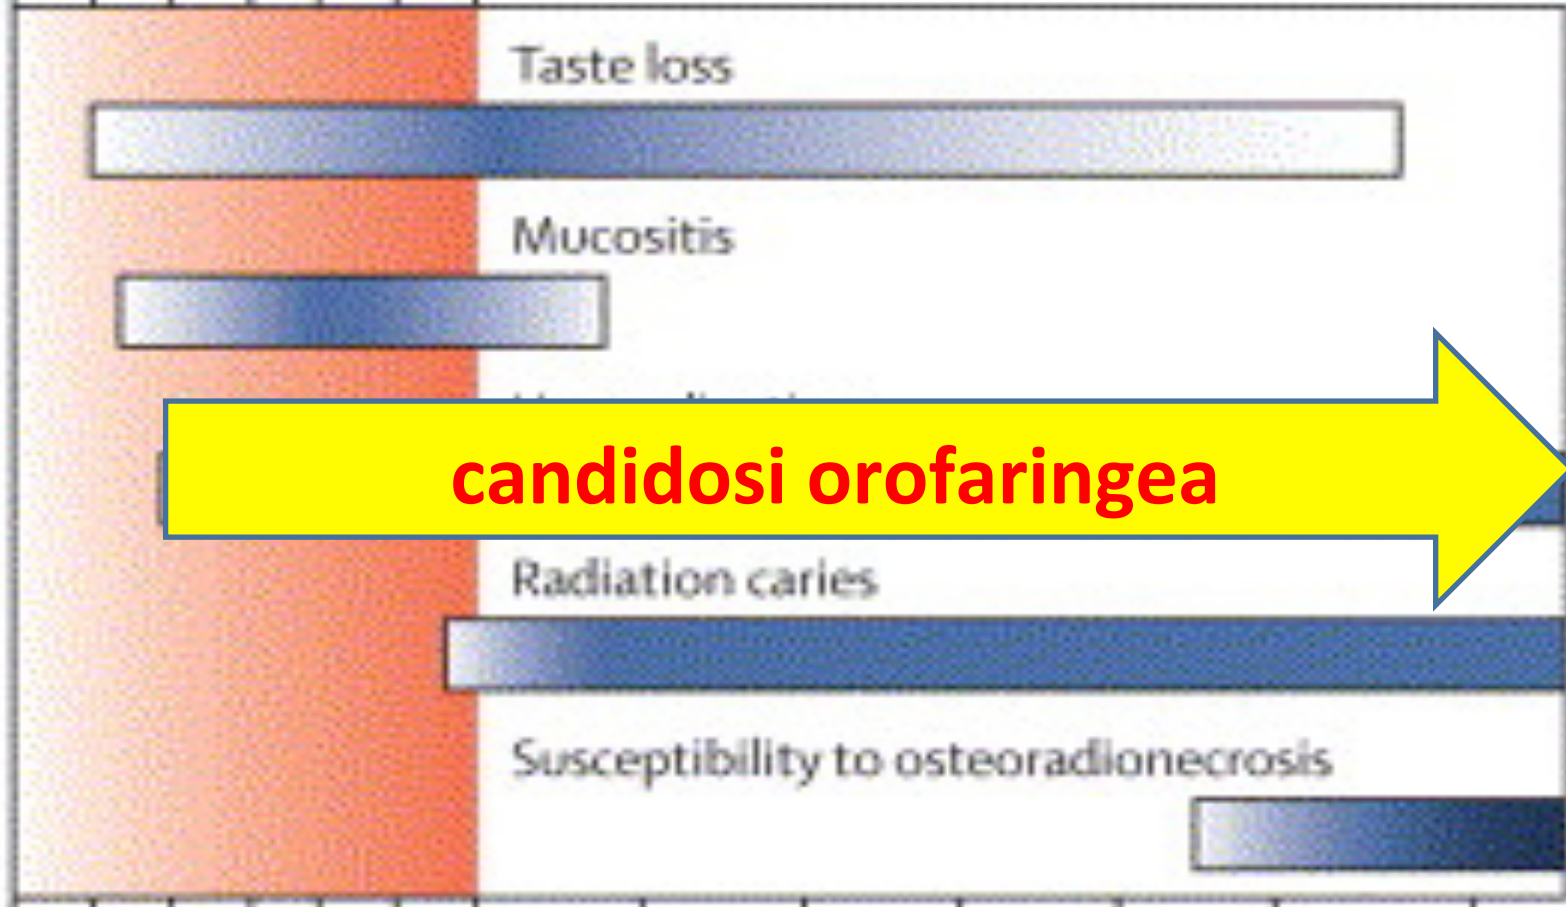 Taste loss
Mucositis
candidosi orofaringea
Radiation caries
Susceptibility to osteoradionecrosis